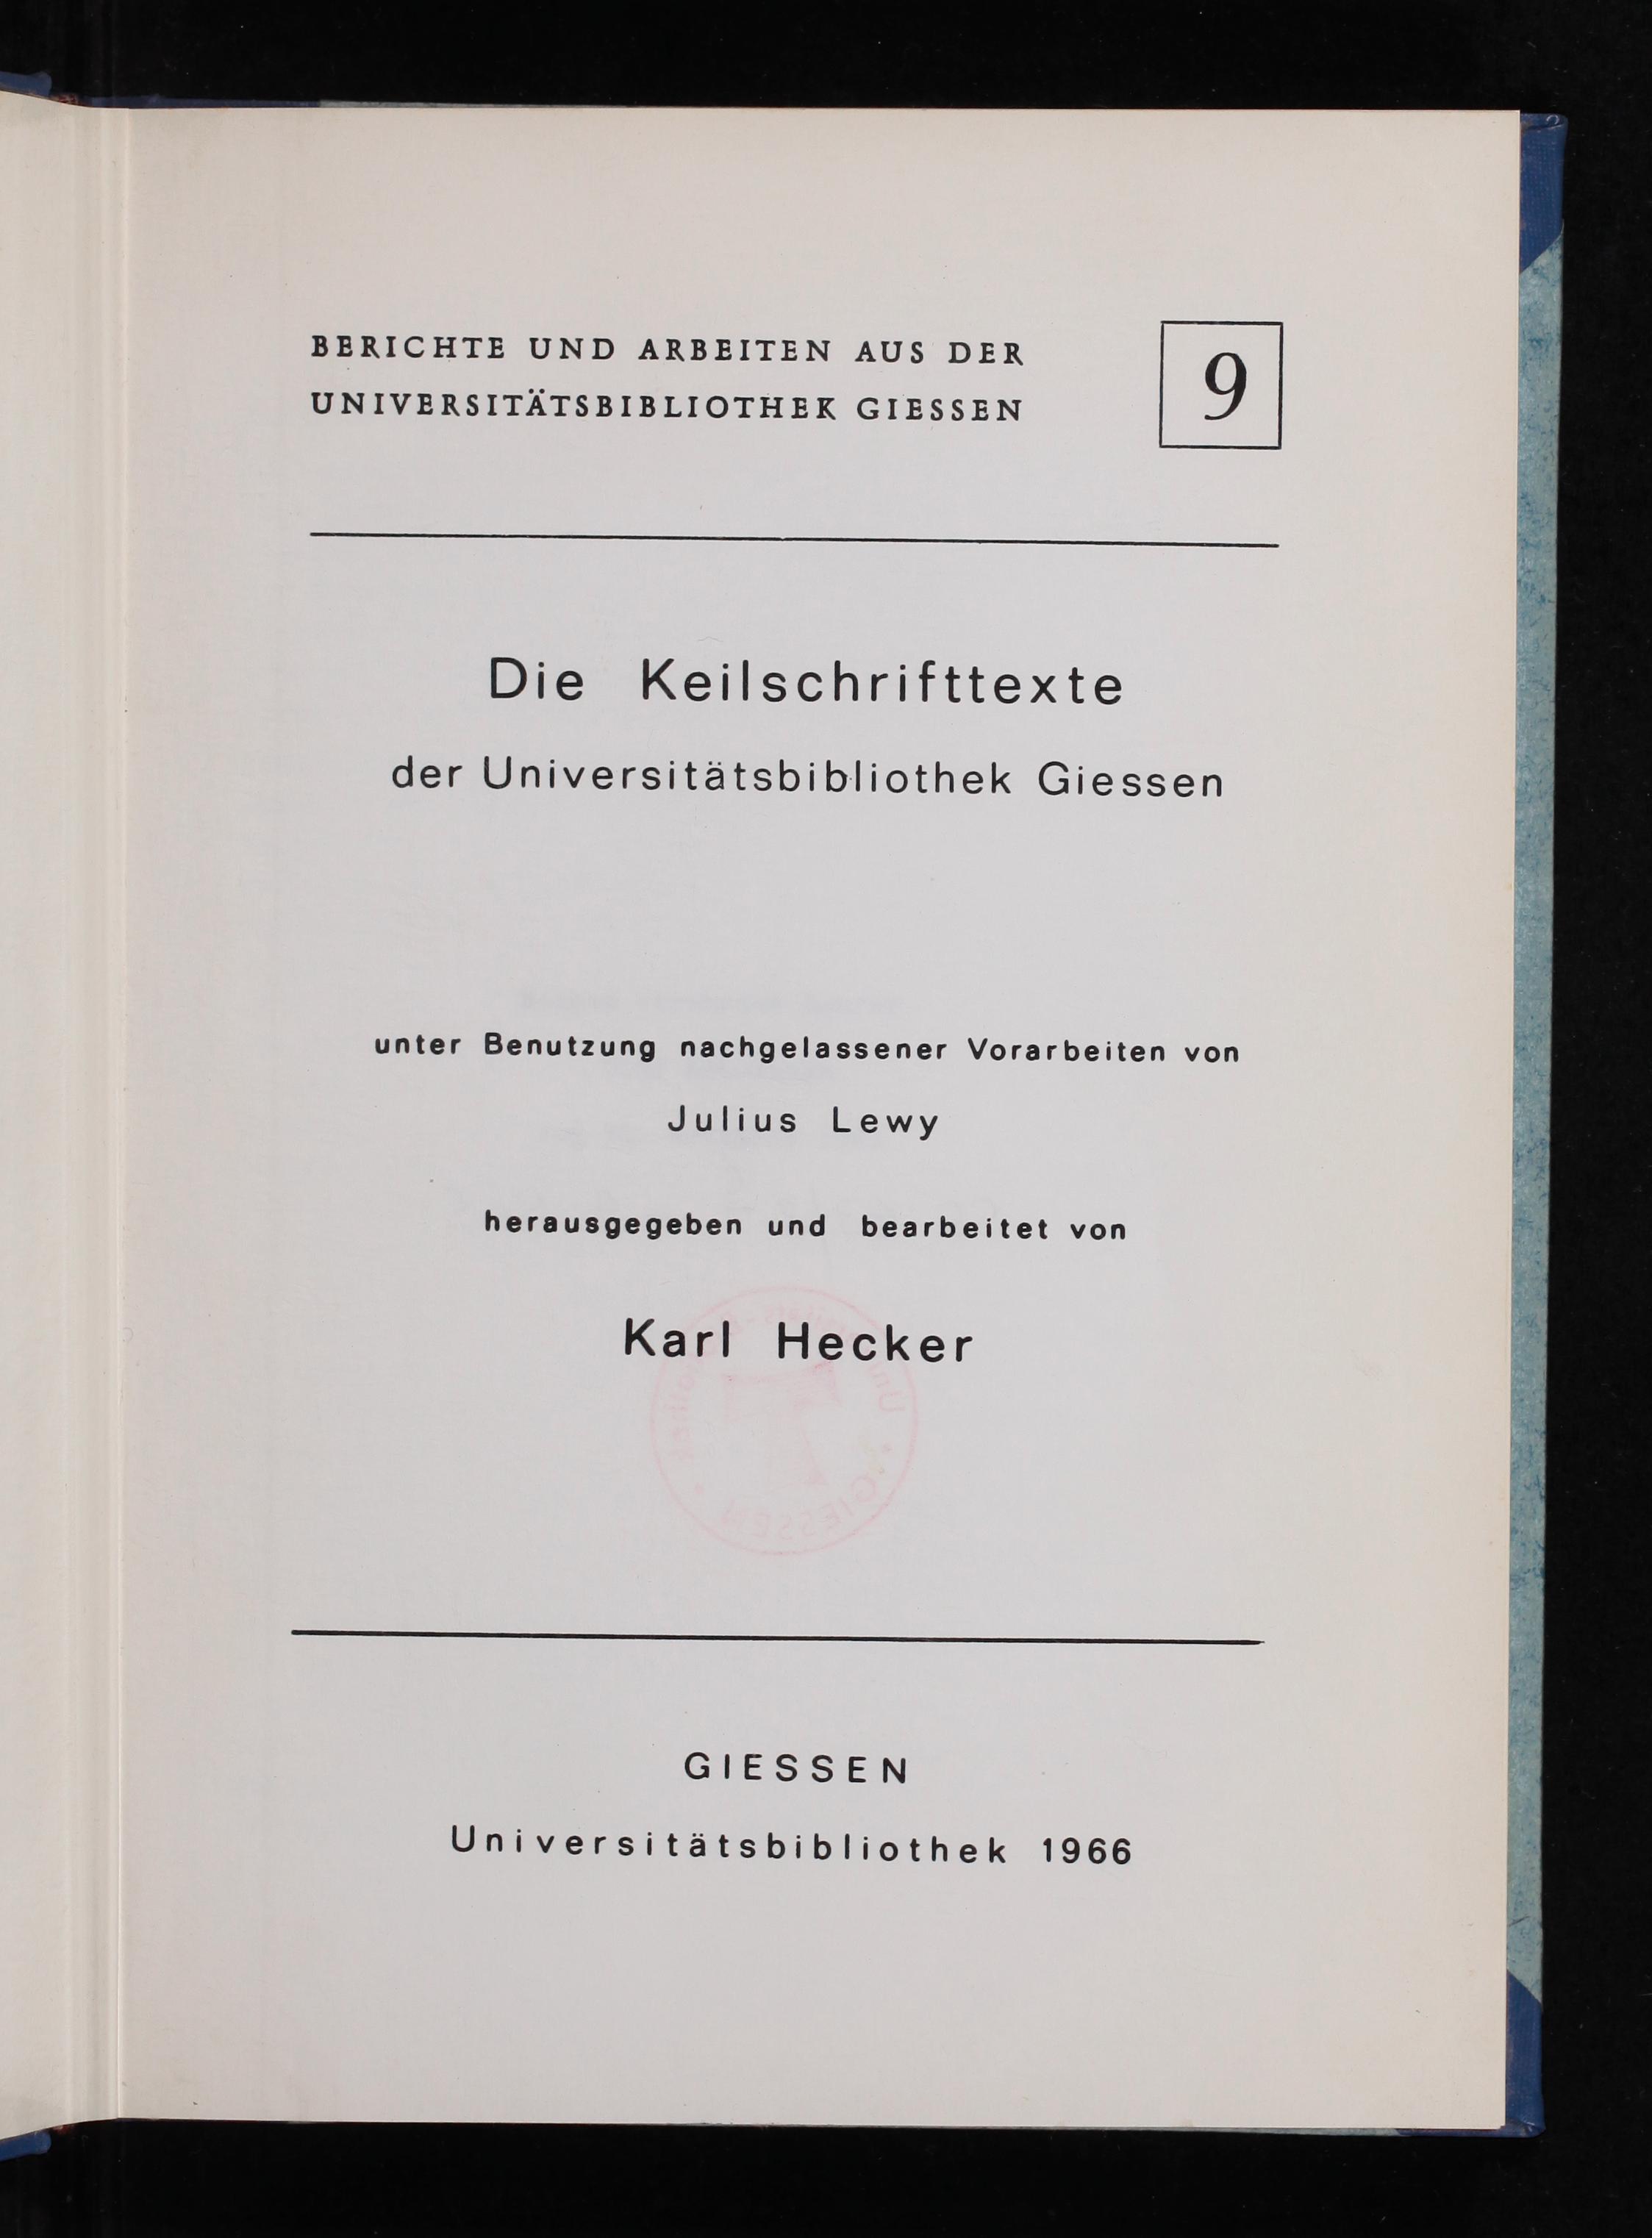 BERICHTE UND ARBEITEN AUS DER
UNIVERSITÄTSBIBLIOTHEK GIESSEN
9
Die Keilschrifttexte
der Universitätsbibliothek Giessen
unter Benutzung nachgelassener Vorarbeiten von
Julius Lewy
herausgegeben und bearbeitet von
Karl Hecker
GIESSEN
GIESSEN
Universitätsbibliothek 1966